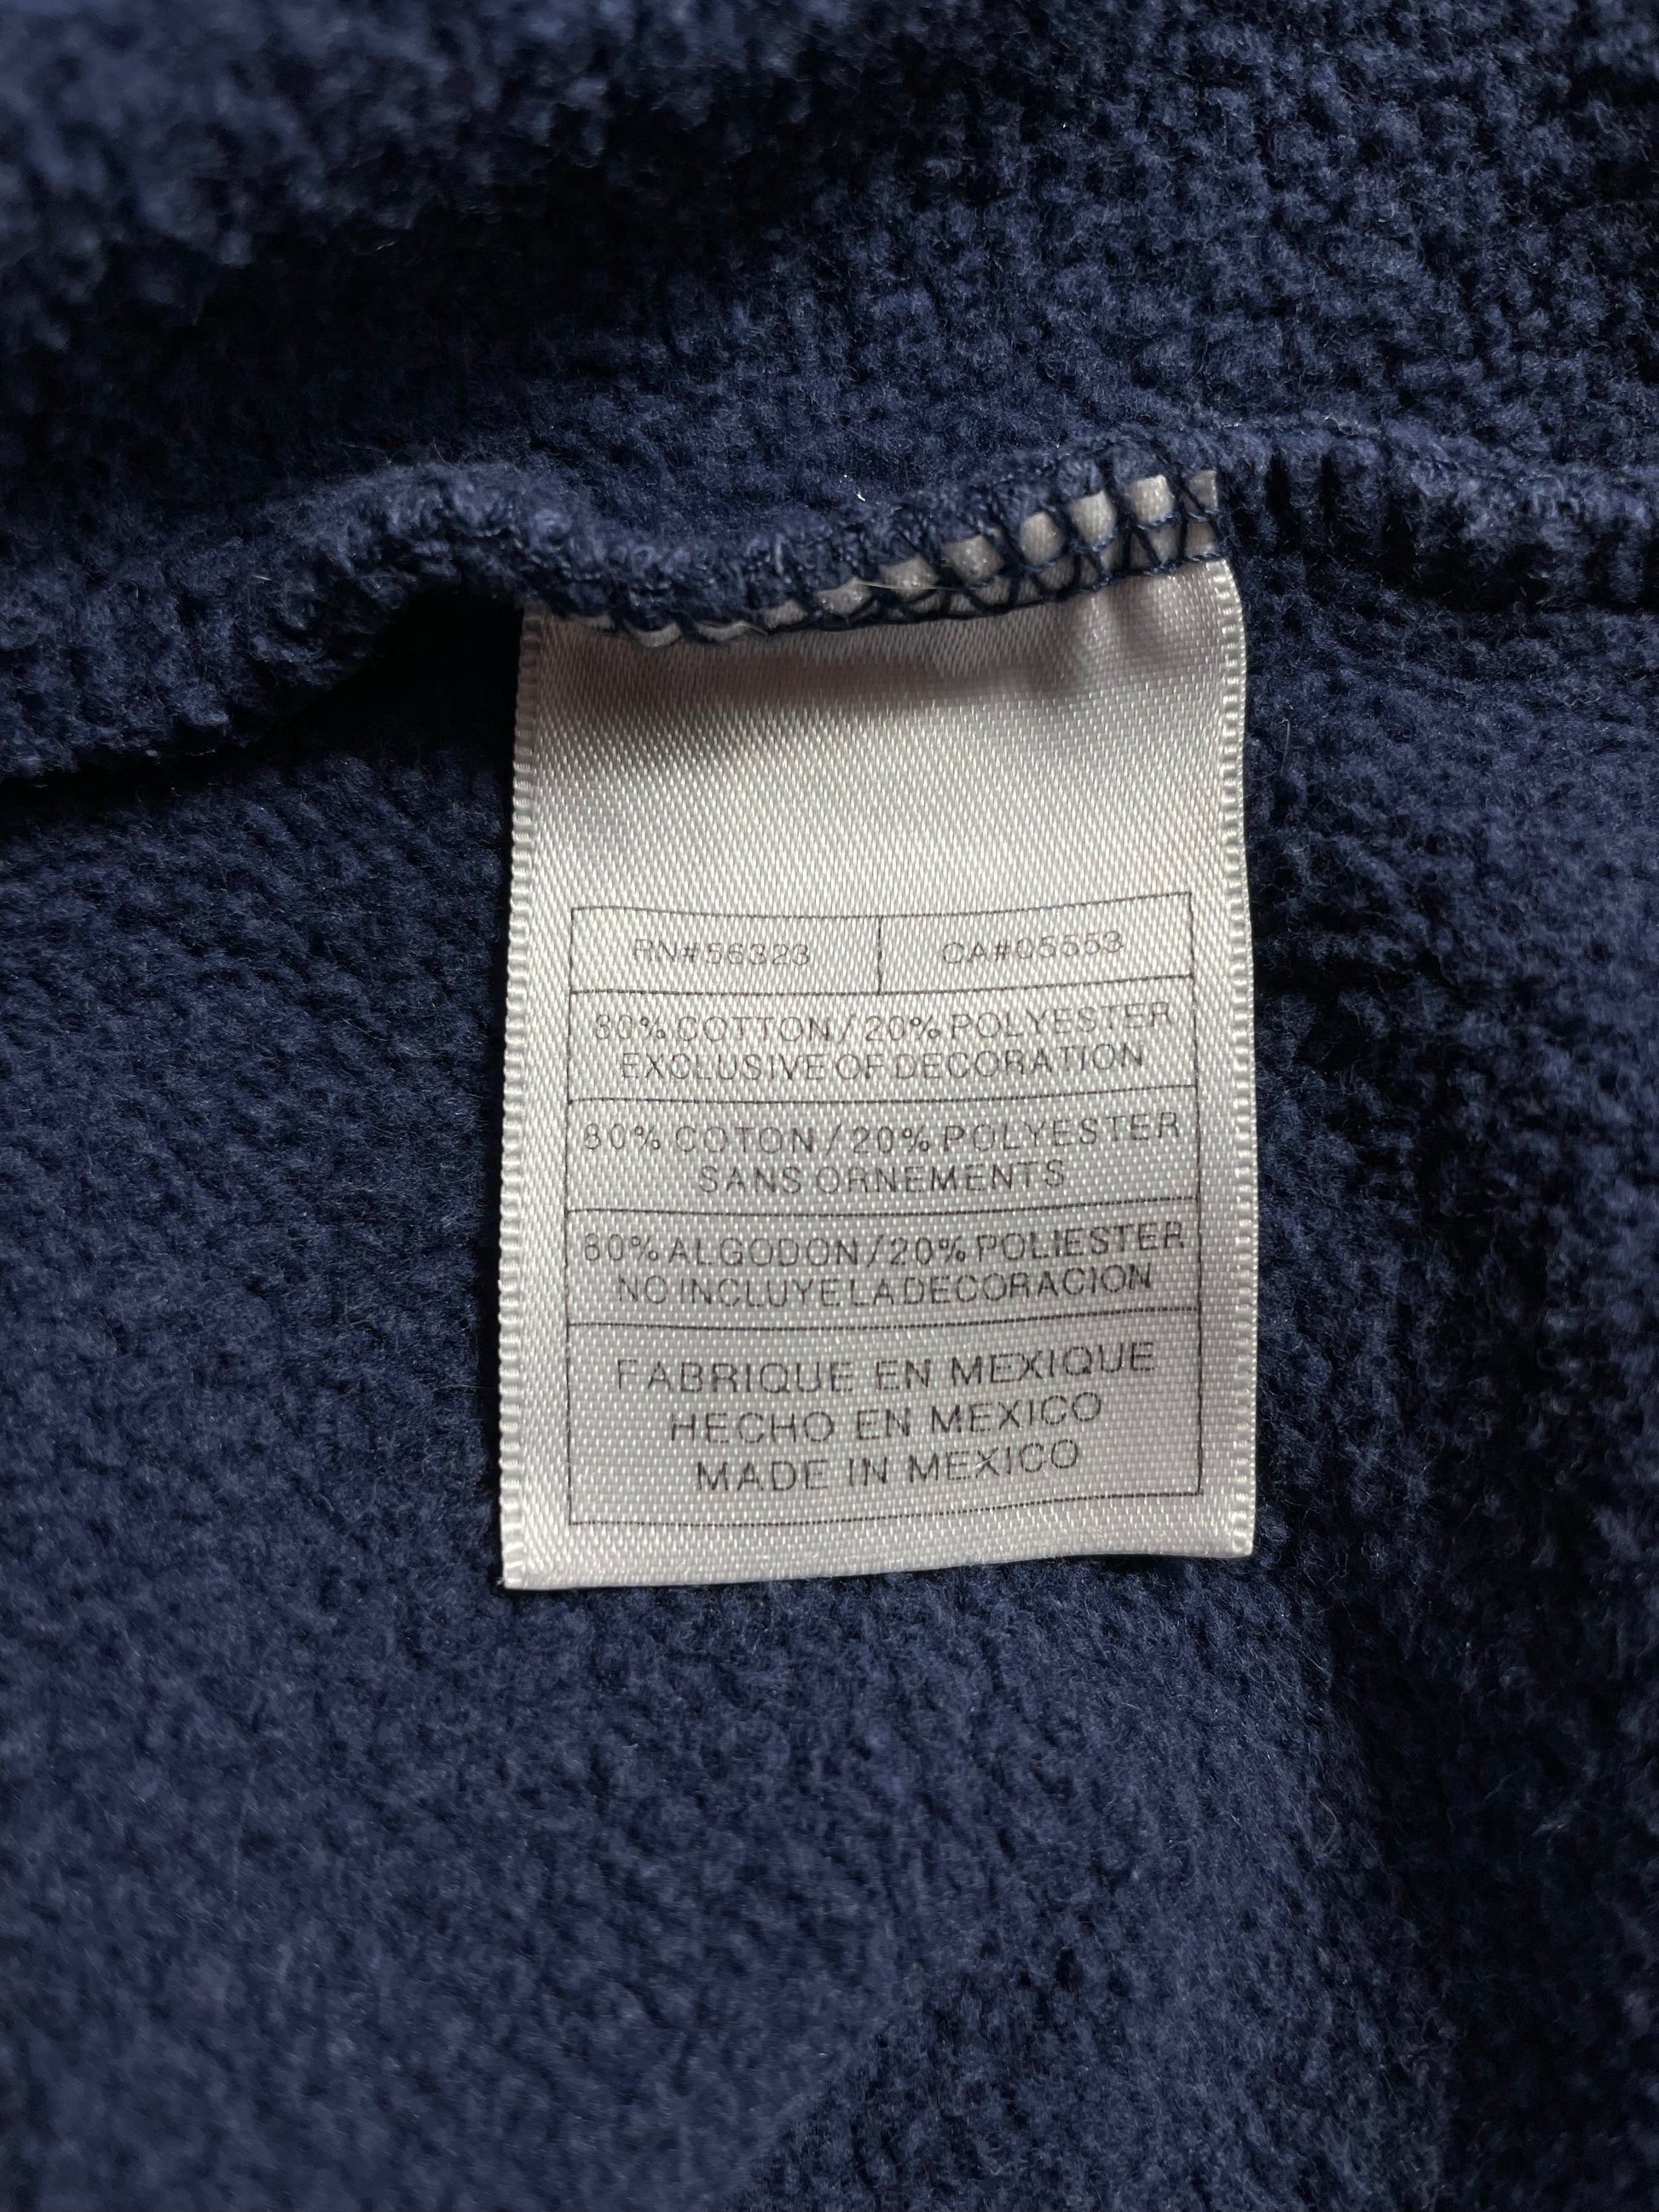 RN#56323 CA#05553
80% COTTON/20% POLYESTER
EXCLUSIVE OF DECORATION
80% COTON/20% POLYESTER
SANS ORNEMENTS
80% ALGODON/20% POLIESTER
NO INCLUYE LA DECORACION
FABRIQUE EN MEXIQUE
HECHO EN MEXICO
MADE IN MEXICO